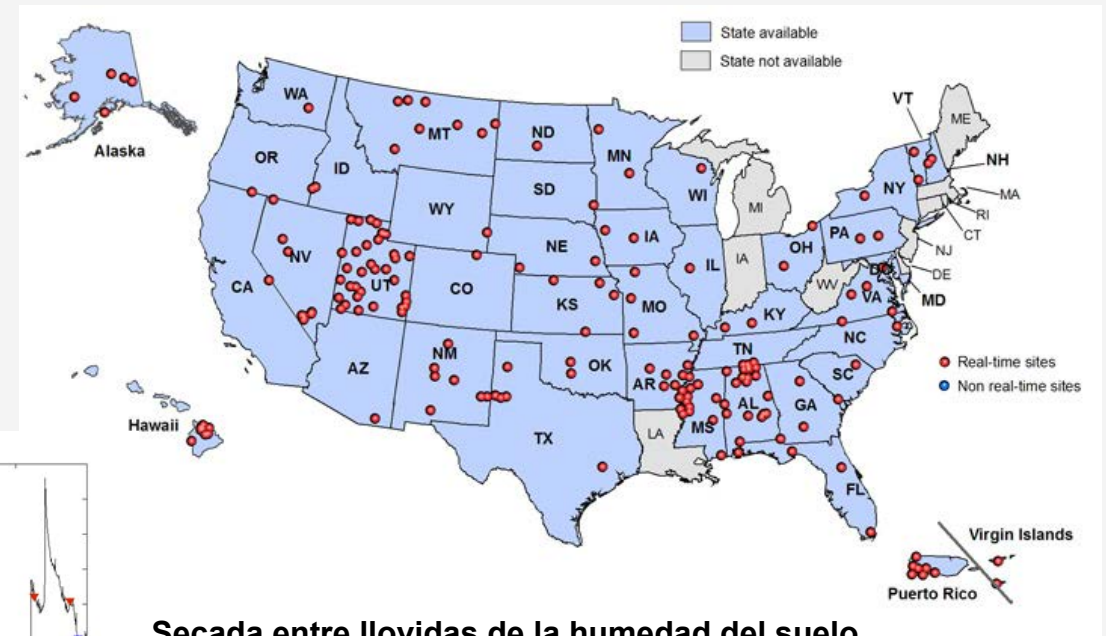 State available
State not available
Alaska
WA
OR
ID
MT
ND
MN
SD
WY
NV
UT
CA
CO
NE
KS
IA
WI
MI
IL
IA
OH
MO
KY
WV
PA
NY
VT
ME
NH
MA
RI
CT
NJ
DE
DC
MD
VA
NC
TN
SC
AZ
NM
OK
AR
TX
LA
MS
AL
GA
FL
Real-time sites
Non real-time sites
Hawaii
Virgin Islands
Puerto Rico
Secada entre llovidas de la humedad del suelo